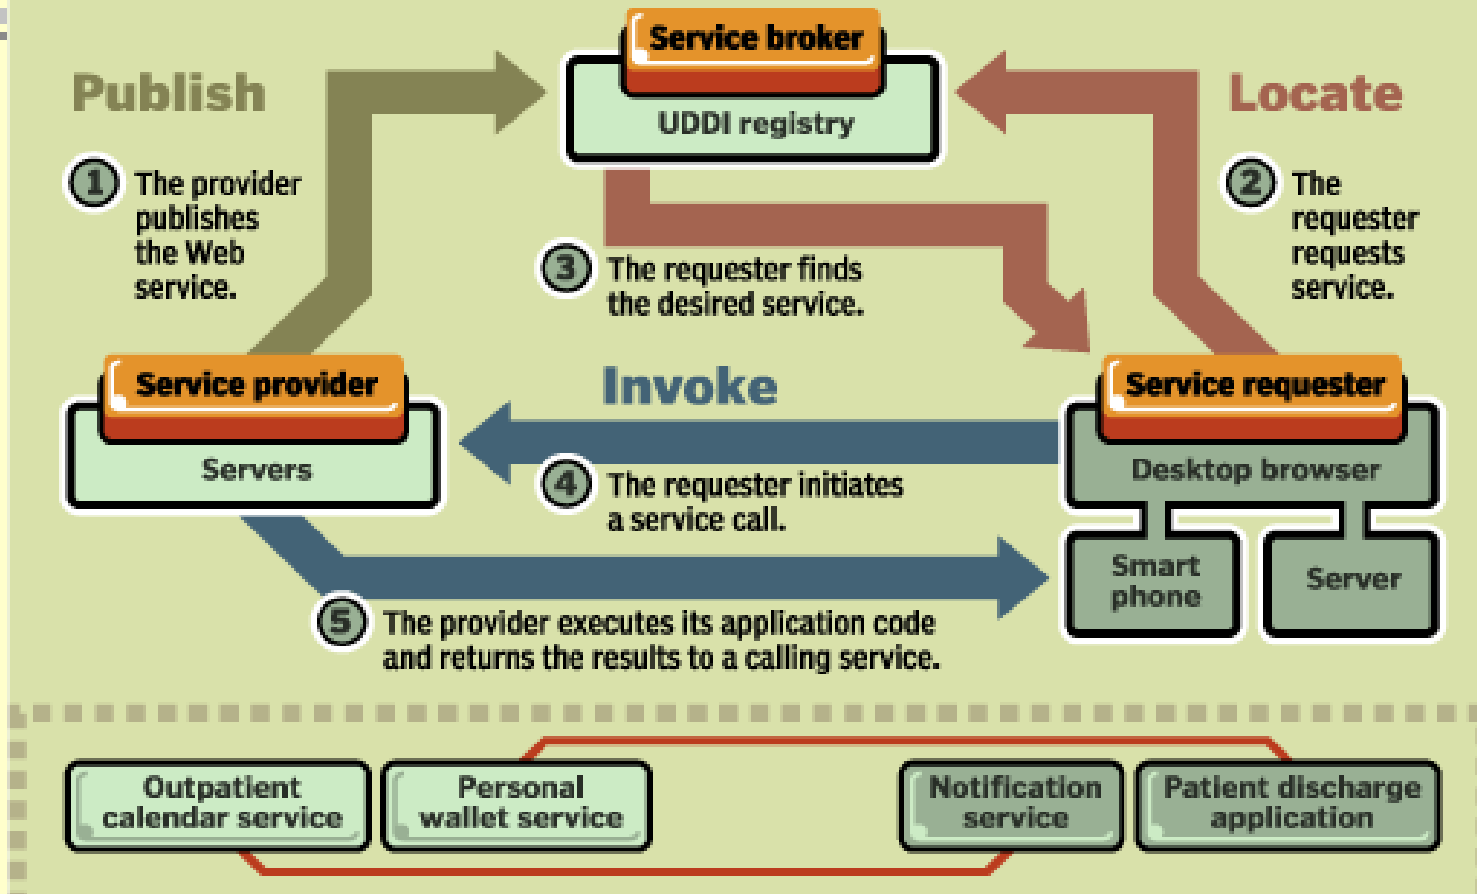 Service broker
UDDI registry
Publish
1
The provider
publishes
the Web
service.
Locate
2
The
requester
requests
service.
3
The requester finds
the desired service.
Service provider
Servers
Invoke
Service requester
Desktop browser
4
The requester initiates
a service call.
Smart
phone
Server
5
The provider executes its application code
and returns the results to a calling service.
Outpatient
calendar service
Personal
wallet service
Notification
service
Patient discharge
application